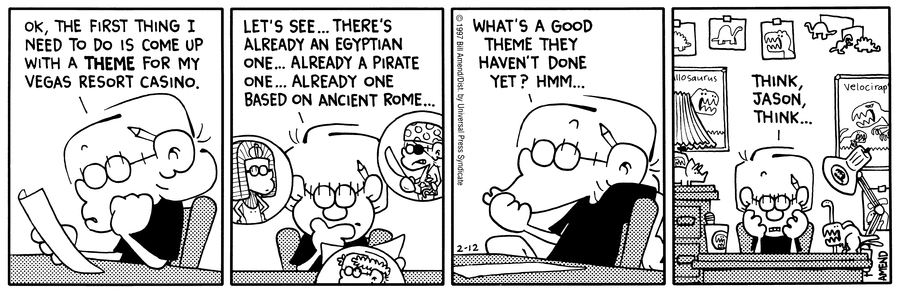 OK, THE FIRST THING I
NEED TO DO IS COME UP
WITH A THEME FOR MY
VEGAS RESORT CASINO.
LET'S SEE... THERE'S
ALREADY AN EGYPTIAN
ONE... ALREADY A PIRATE
ONE... ALREADY ONE
BASED ON ANCIENT ROME...
© 1997 Bill Amend/Dist. by Universal Press Syndicate
WHAT'S A GOOD
THEME THEY
HAVEN'T DONE
YET? HMM...
2-12
llosaurus
Velocirap
THINK,
JASON,
THINK...
AMEND